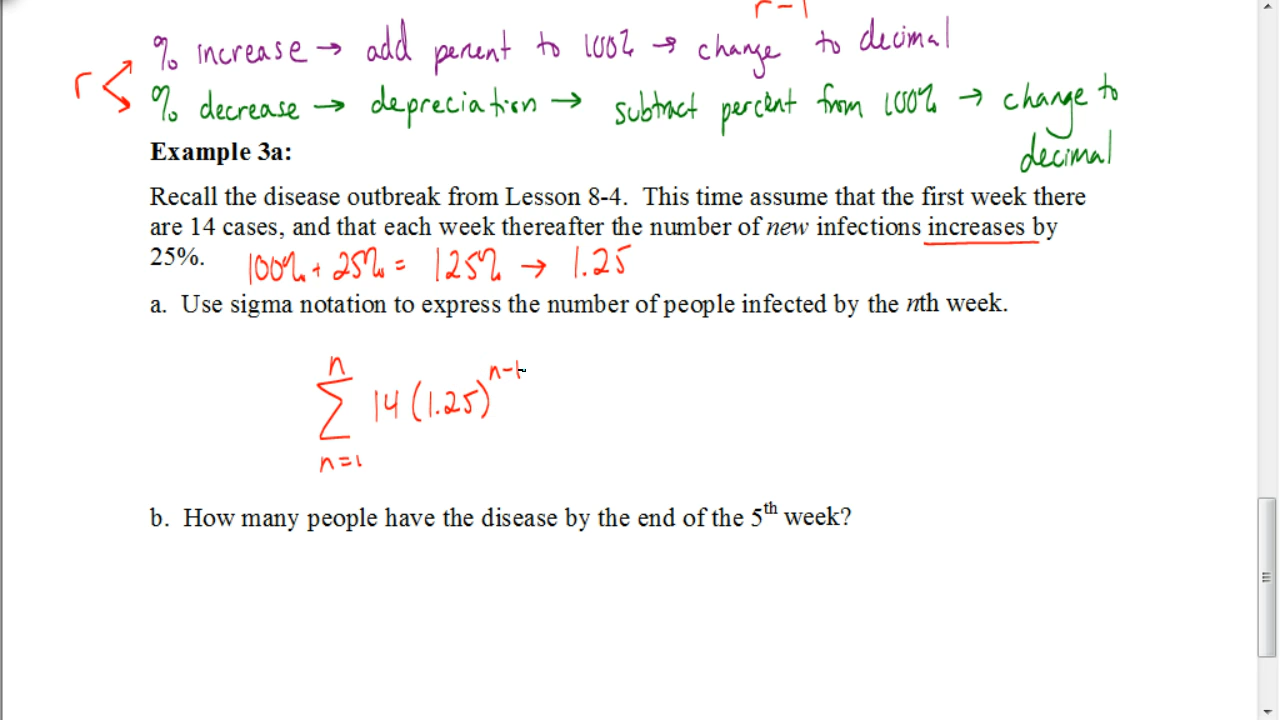 r-1
% increase → add percent to 100% → change to decimal
r
% decrease → depreciation → subtract percent from 100% → change to
decimal
Example 3a:
Recall the disease outbreak from Lesson 8-4. This time assume that the first week there
are 14 cases, and that each week thereafter the number of new infections increases by
25%. 100% + 25% = 125% → 1.25
a. Use sigma notation to express the number of people infected by the nth week.
n
∑ 14(1.25)^n-1
n=1
b. How many people have the disease by the end of the 5th week?